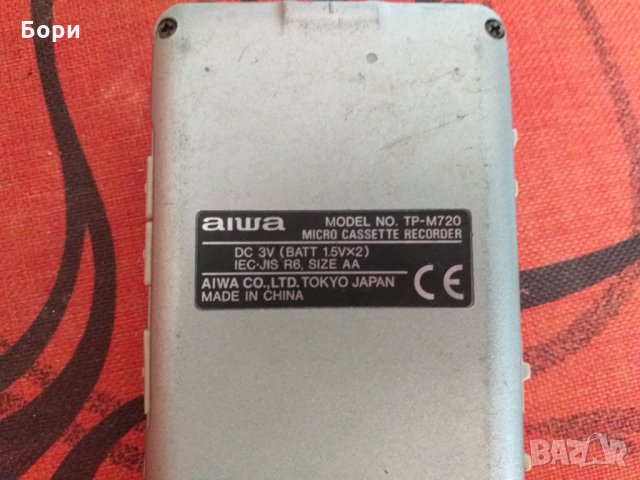 Бори
aiwa MODEL NO. TP-M720
MICRO CASSETTE RECORDER
DC 3V (BATT 1.5V×2)
IEC·JIS R6, SIZE AA
AIWA CO.,LTD. TOKYO JAPAN
MADE IN CHINA
CE
BAZAR